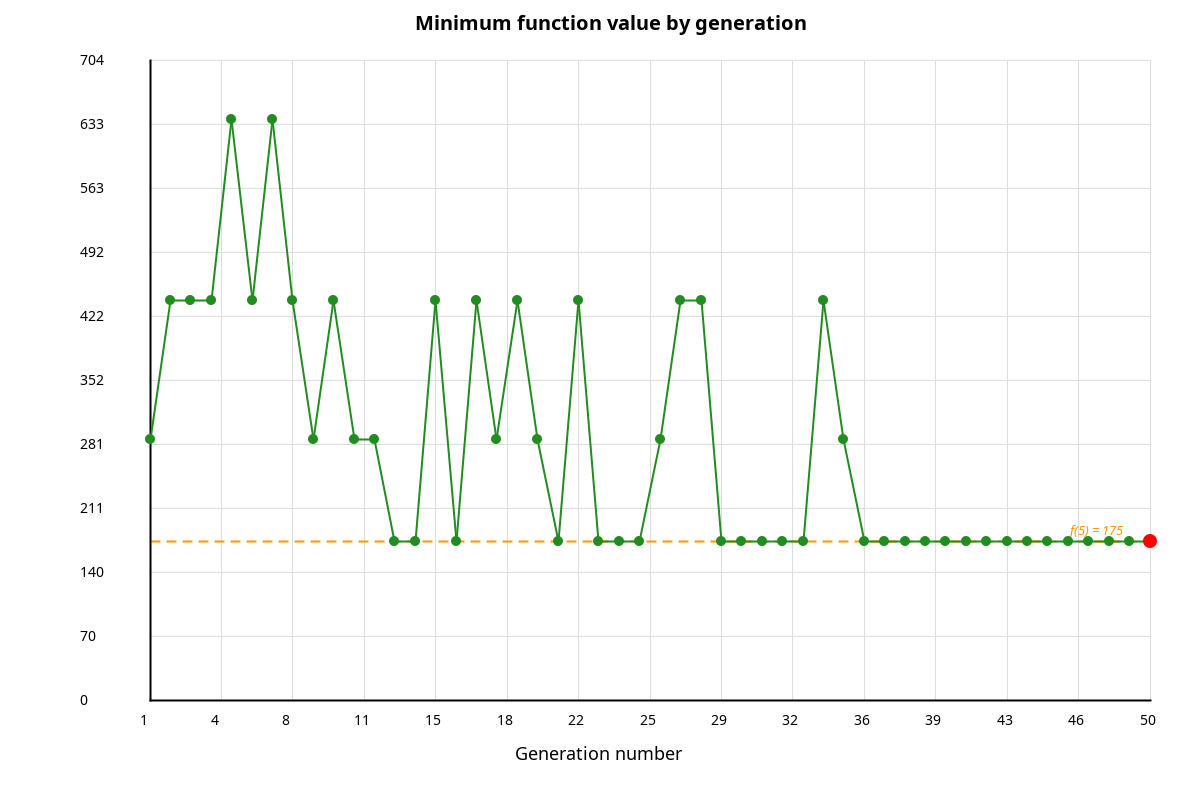 Minimum function value by generation
704
633
563
492
422
352
281
211
f(5) = 175
140
70
0
1 4 8 11 15 18 22 25 29 32 36 39 43 46 50
Generation number